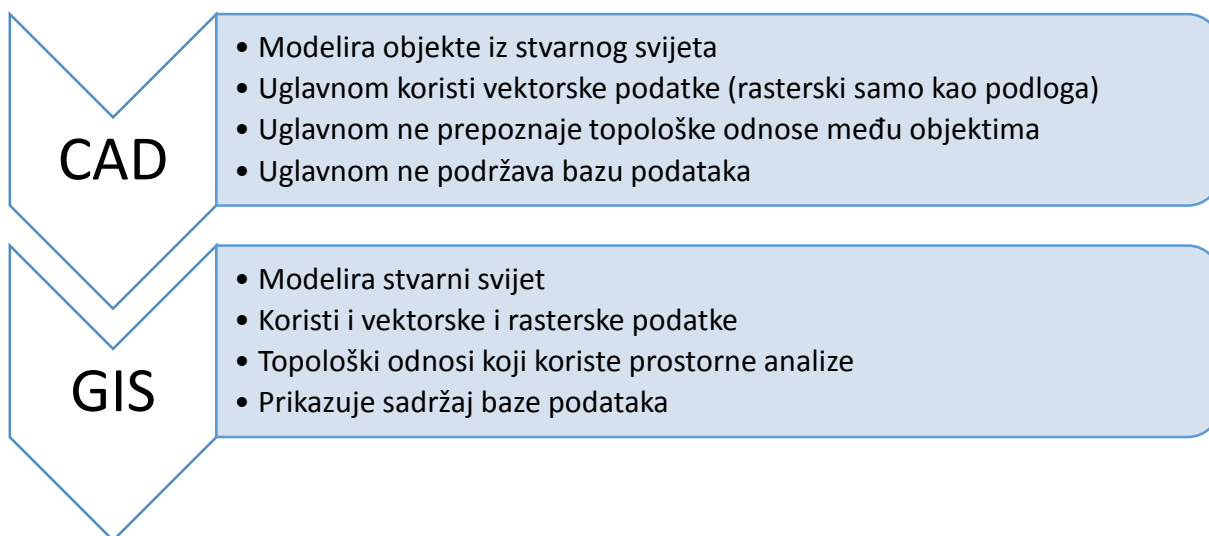 CAD
• Modelira objekte iz stvarnog svijeta
• Uglavnom koristi vektorske podatke (rasterski samo kao podloga)
• Uglavnom ne prepoznaje topološke odnose među objektima
• Uglavnom ne podržava bazu podataka
GIS
• Modelira stvarni svijet
• Koristi i vektorske i rasterske podatke
• Topološki odnosi koji koriste prostorne analize
• Prikazuje sadržaj baze podataka